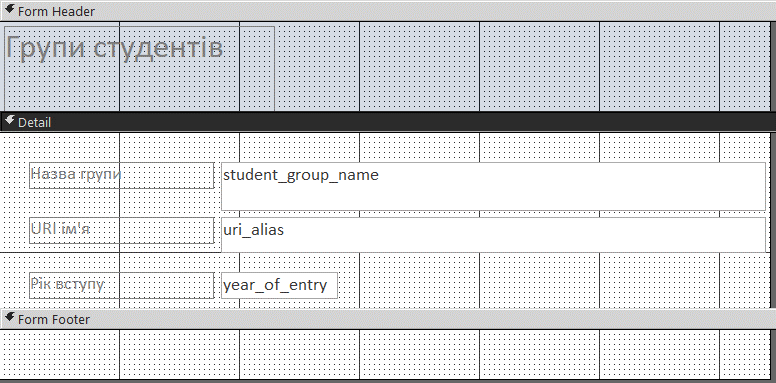 Form Header
Групи студентів
Detail
Назва групи student_group_name
URI ім'я uri_alias
Рік вступу year_of_entry
Form Footer